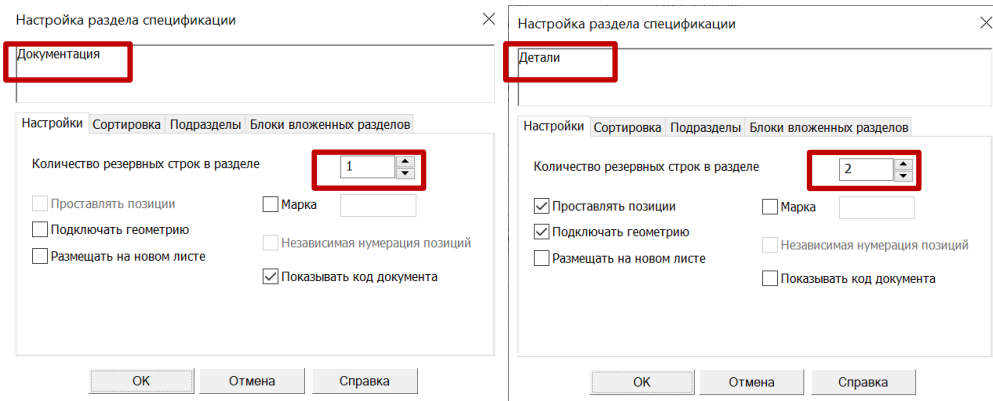 Настройка раздела спецификации
Документация
Настройки Сортировка Подразделы Блоки вложенных разделов
Количество резервных строк в разделе 1
Проставлять позиции Марка
Подключать геометрию
Независимая нумерация позиций
Размещать на новом листе
Показывать код документа
OK Отмена Справка
Настройка раздела спецификации
Детали
Настройки Сортировка Подразделы Блоки вложенных разделов
Количество резервных строк в разделе 2
Проставлять позиции Марка
Подключать геометрию
Независимая нумерация позиций
Размещать на новом листе
Показывать код документа
OK Отмена Справка